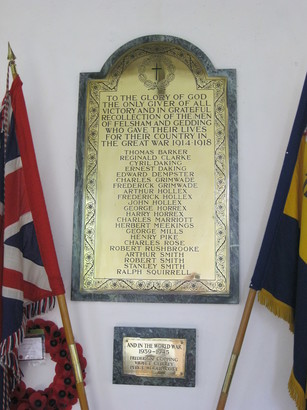 TO THE GLORY OF GOD
THE ONLY GIVER OF ALL
VICTORY AND IN GRATEFUL
RECOLLECTION OF THE MEN
OF FELSHAM AND GEDDING
WHO GAVE THEIR LIVES
FOR THEIR COUNTRY IN
THE GREAT WAR 1914-1918
THOMAS BARKER
REGINALD CLARKE
CYRIL DAKING
ERNEST DAKING
EDWARD DEMPSTER
CHARLES GRIMWADE
FREDERICK GRIMWADE
ARTHUR HOLLEX
FREDERICK HOLLEX
JOHN HOLLEX
GEORGE HORREX
HARRY HORREX
CHARLES MARRIOTT
HERBERT MEEKINGS
GEORGE MILLS
HENRY PIKE
CHARLES ROSE
ROBERT RUSHBROOKE
ARTHUR SMITH
ROBERT SMITH
STANLEY SMITH
RALPH SQUIRRELL
AND IN THE WORLD WAR
1939-1945